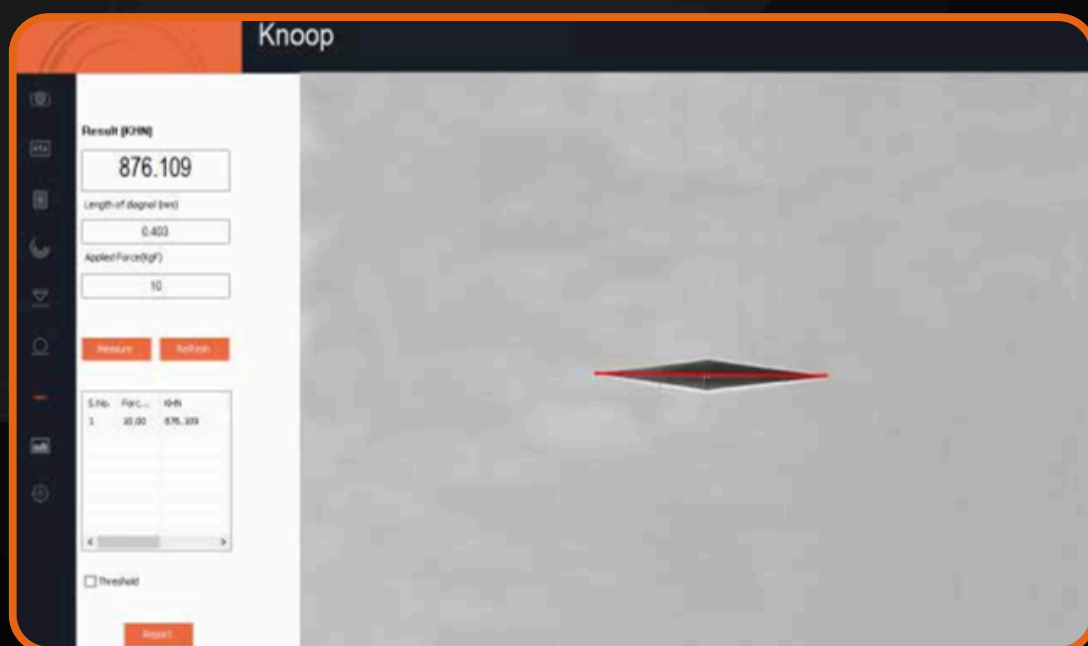 Knoop
Result [KHN]
876.109
Length of diagnol (mm)
0.403
Applied Force(KgF)
10
Measure Refresh
S.No. Forc... KHN
1 10.00 876.109
Threshold
Report